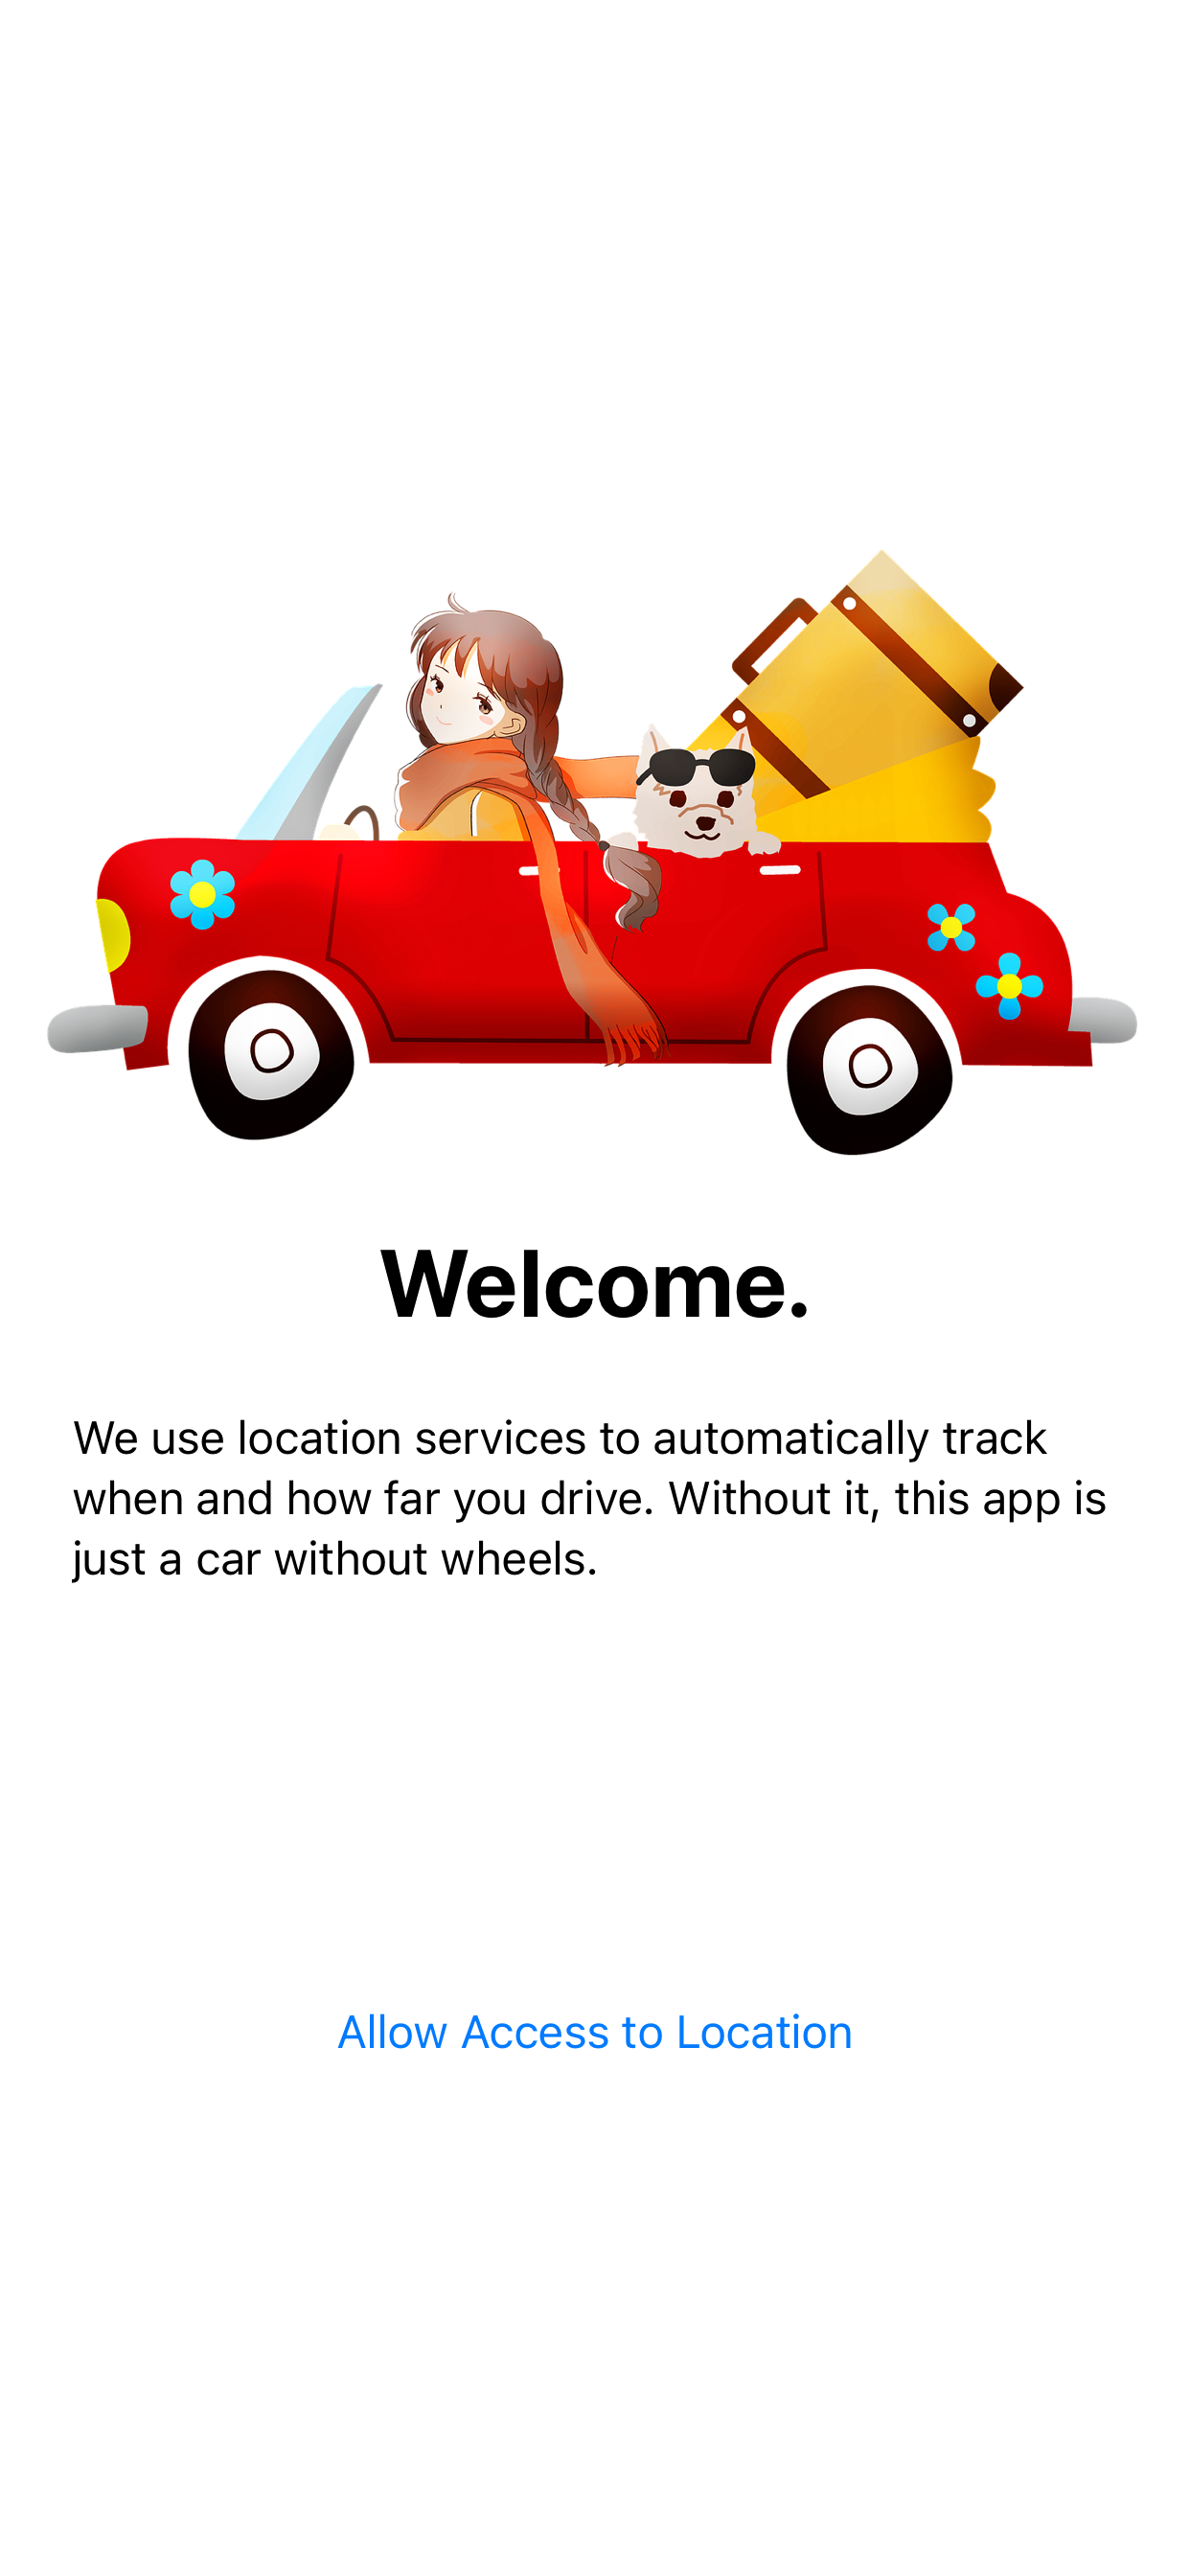 Welcome.
We use location services to automatically track
when and how far you drive. Without it, this app is
just a car without wheels.
Allow Access to Location